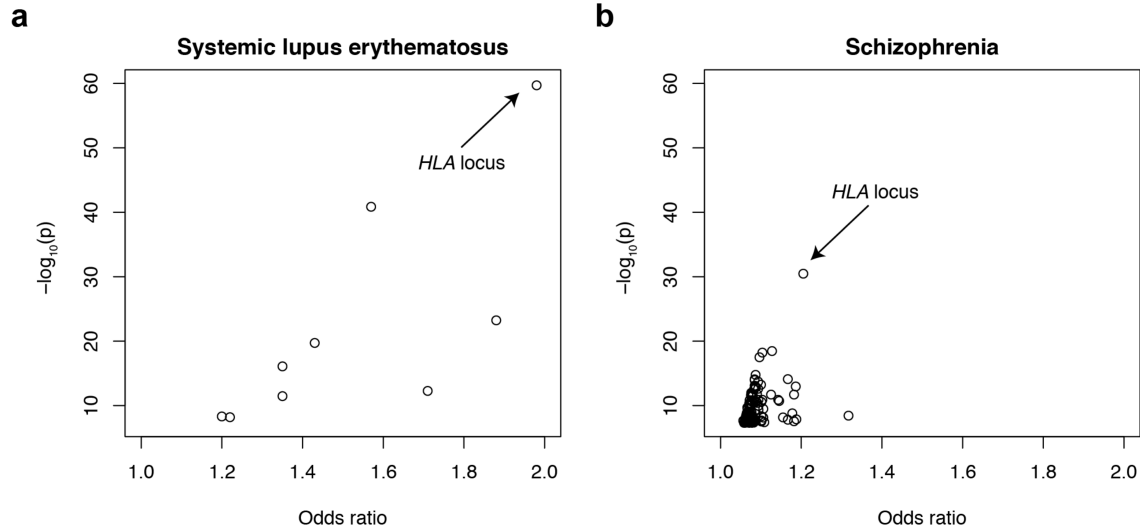 a
Systemic lupus erythematosus
60
50
40
30
20
10
−log10(p)
HLA locus
1.0 1.2 1.4 1.6 1.8 2.0
Odds ratio
b
Schizophrenia
60
50
40
30
20
10
−log10(p)
HLA locus
1.0 1.2 1.4 1.6 1.8 2.0
Odds ratio